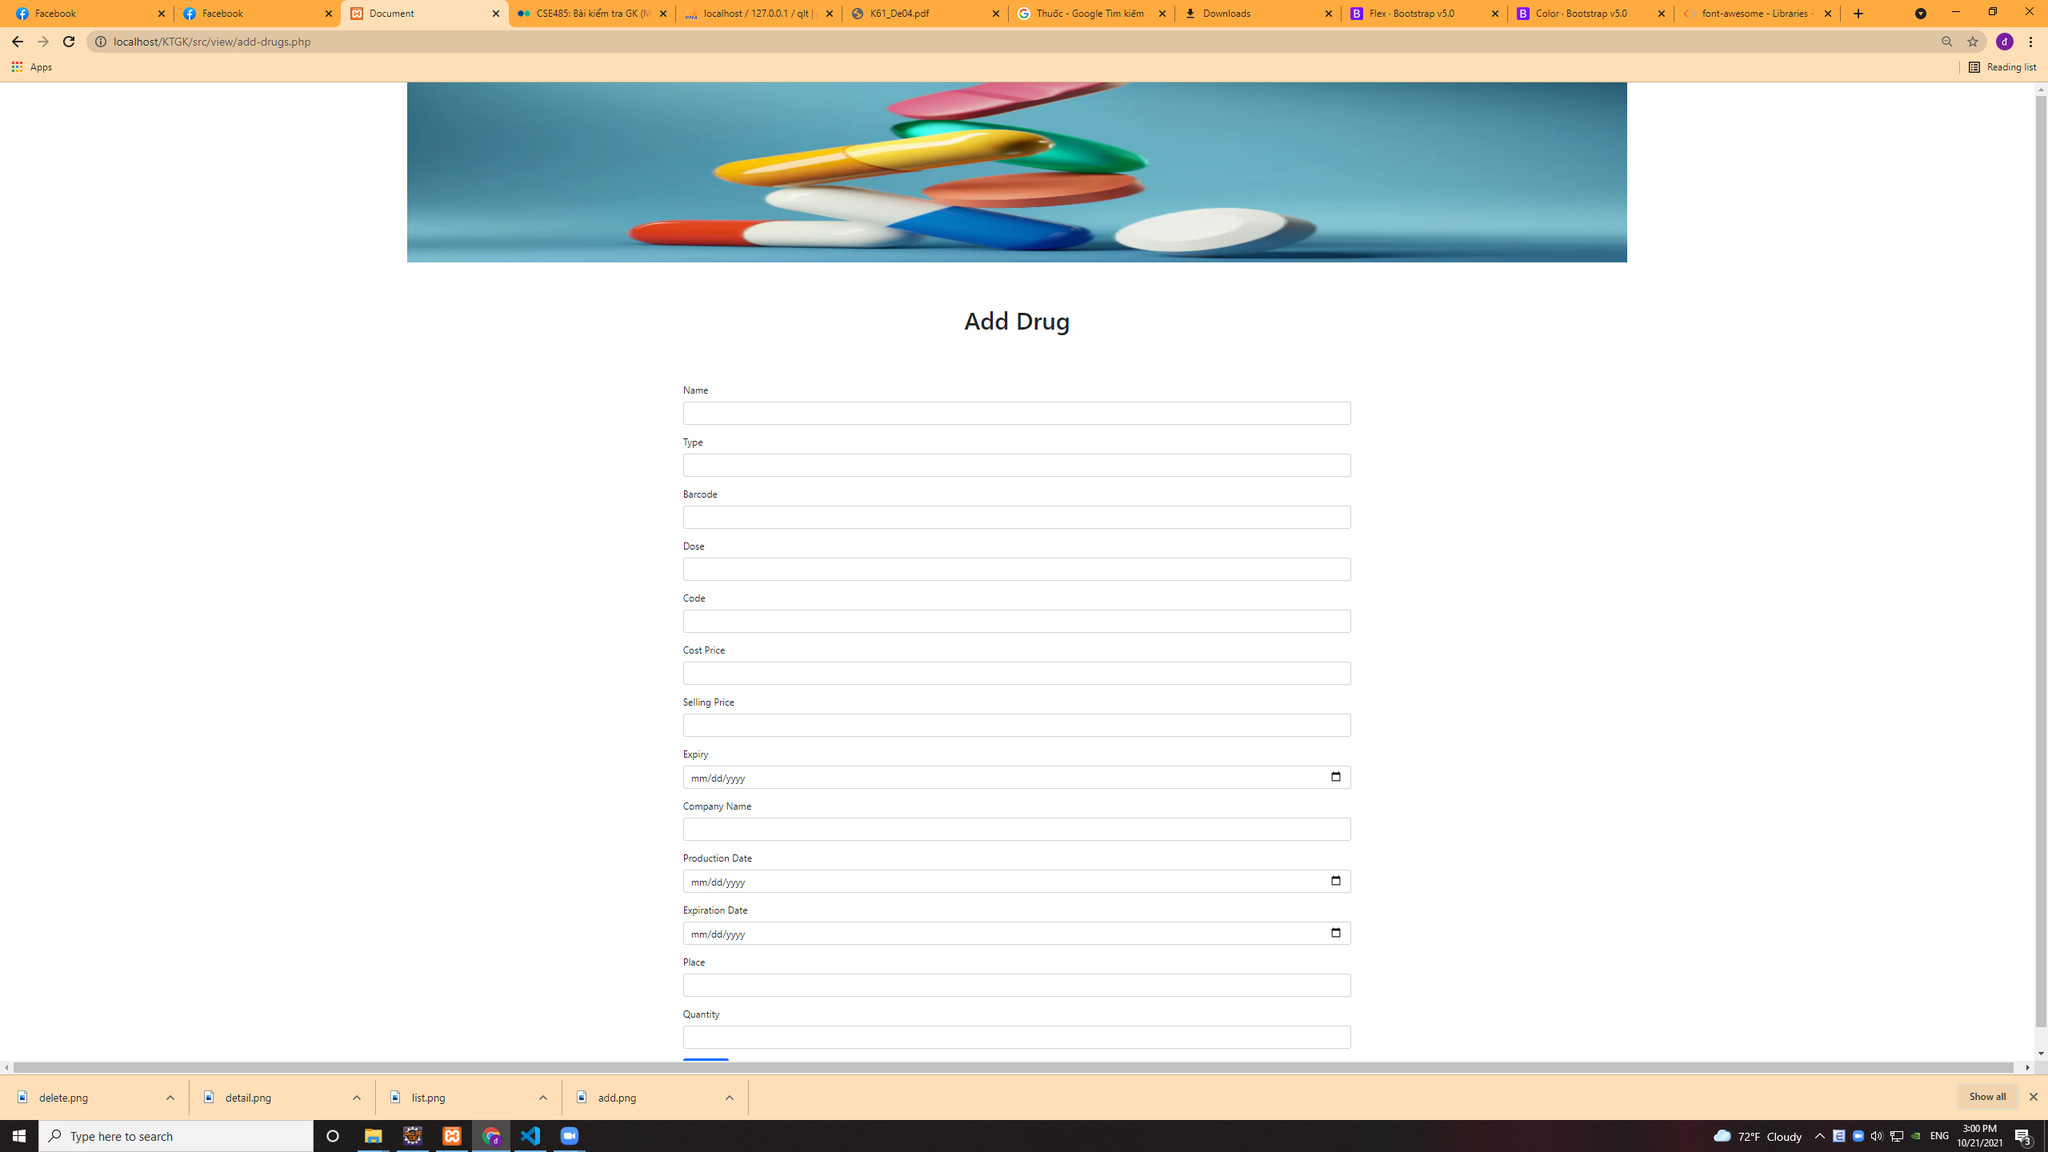 Facebook
Facebook
Document
CSE485: Bài kiểm tra GK (M
localhost / 127.0.0.1 / qlt | p
K61_De04.pdf
Thuốc - Google Tìm kiếm
Downloads
Flex · Bootstrap v5.0
Color · Bootstrap v5.0
font-awesome - Libraries -
localhost/KTGK/src/view/add-drugs.php
đ
Apps
Reading list
Add Drug
Name
Type
Barcode
Dose
Code
Cost Price
Selling Price
Expiry
mm/dd/yyyy
Company Name
Production Date
mm/dd/yyyy
Expiration Date
mm/dd/yyyy
Place
Quantity
delete.png
detail.png
list.png
add.png
Show all
Type here to search
72°F Cloudy
ENG
3:00 PM
10/21/2021
3